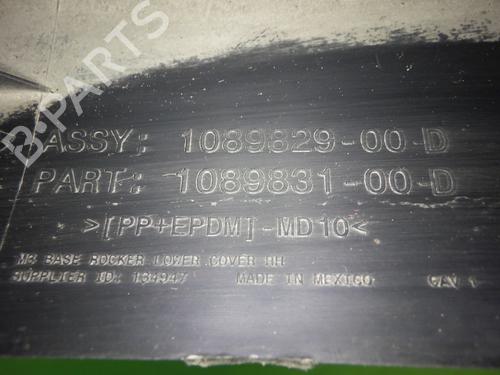 B-PARTS
ASSY: 1089829-00-D
PART: 1089831-00-D
>[PP+EPDM]-MD10<
M3 BASE ROCKER LOWER COVER RH
SUPPLIER ID: 134947 MADE IN MEXICO CAV 1